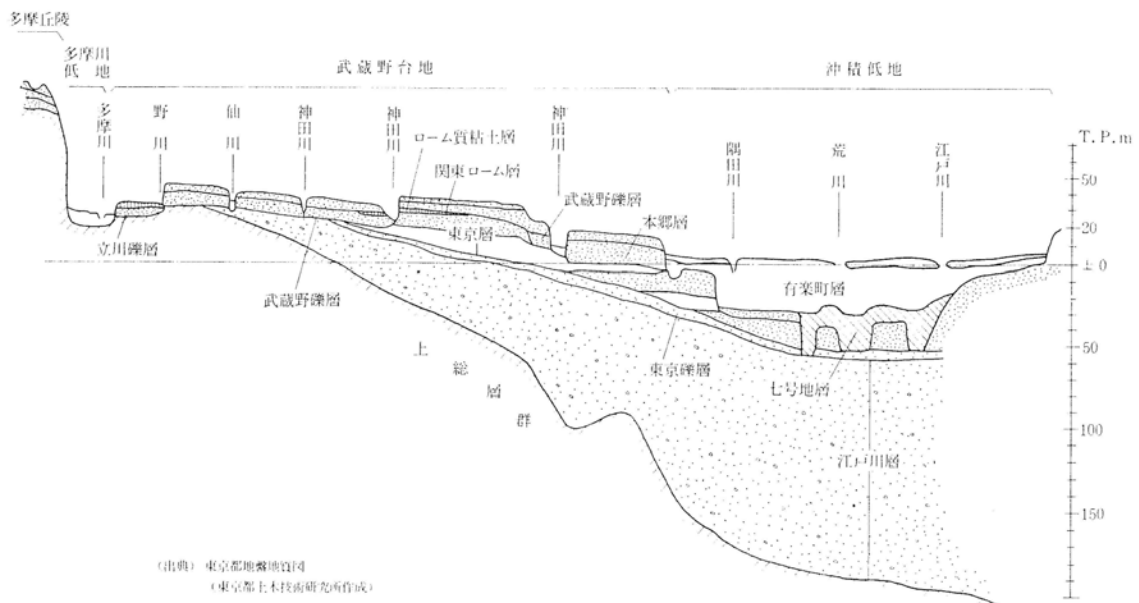 多摩丘陵
多摩川
低地
武蔵野台地
沖積低地
多摩川
野川
仙川
神田川
神田川
神田川
隅田川
荒川
江戸川
T.P.m
ローム質粘土層
関東ローム層
武蔵野礫層
本郷層
東京層
立川礫層
武蔵野礫層
有楽町層
東京礫層
七号地層
上総層群
江戸川層
50
20
±0
50
100
150
(出典) 東京都地盤地質図
(東京都土木技術研究所作成)